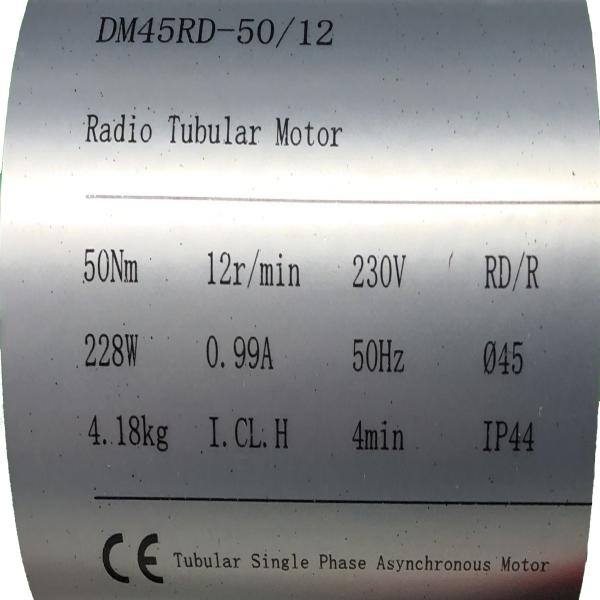 DM45RD-50/12
Radio Tubular Motor
50Nm 12r/min 230V RD/R
228W 0.99A 50Hz Ø45
4.18kg I.CL.H 4min IP44
CE Tubular Single Phase Asynchronous Motor